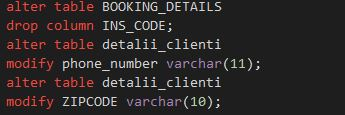 alter table BOOKING_DETAILS
drop column INS_CODE;
alter table detalii_clienti
modify phone_number varchar(11);
alter table detalii_clienti
modify ZIPCODE varchar(10);